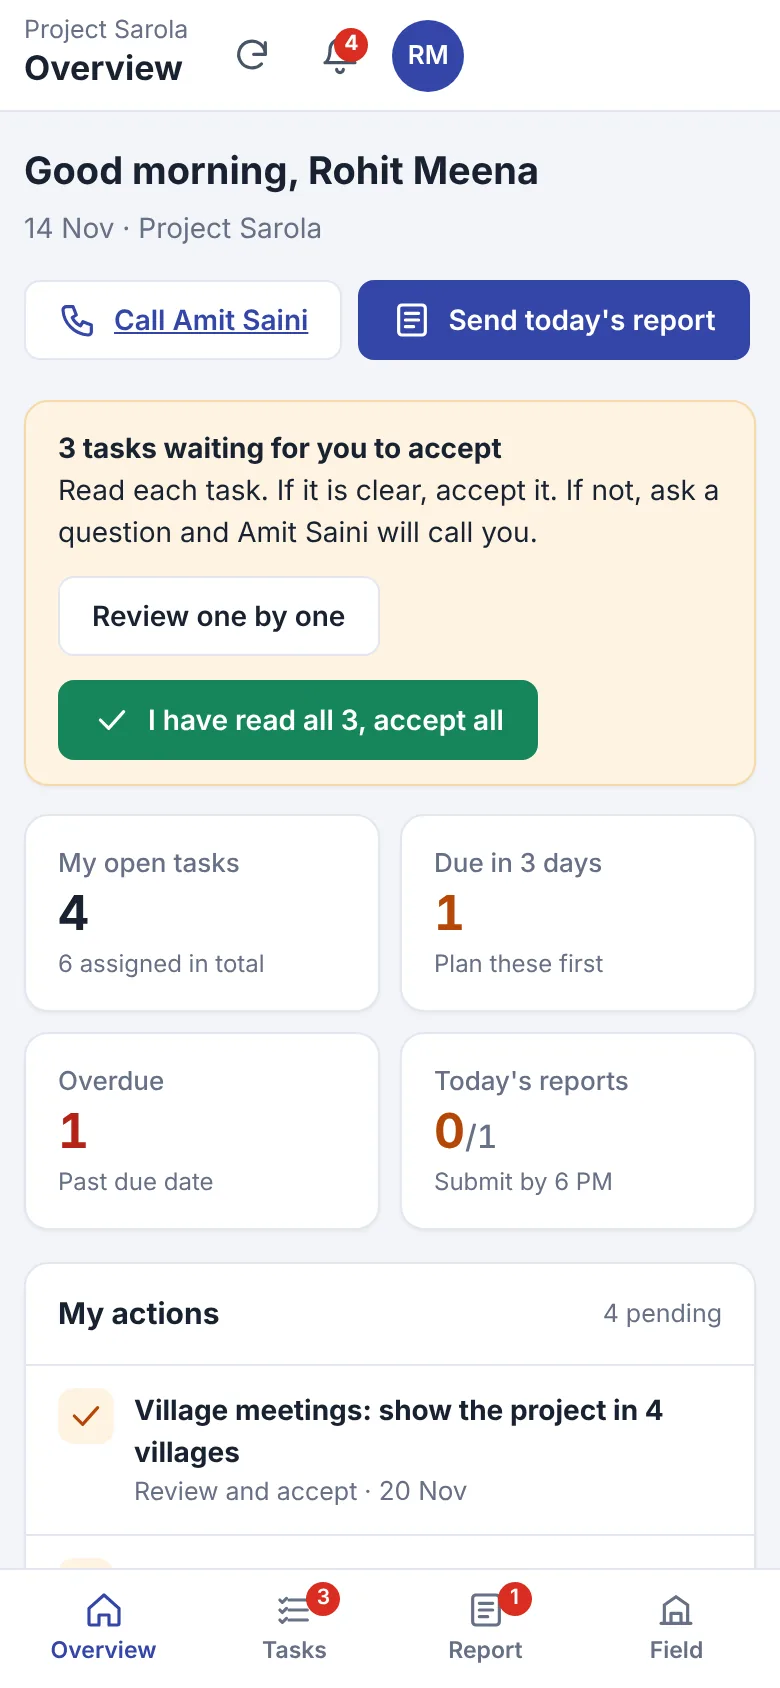 Project Sarola
Overview
4
RM
Good morning, Rohit Meena
14 Nov · Project Sarola
Call Amit Saini
Send today's report
3 tasks waiting for you to accept
Read each task. If it is clear, accept it. If not, ask a
question and Amit Saini will call you.
Review one by one
I have read all 3, accept all
My open tasks
4
6 assigned in total
Due in 3 days
1
Plan these first
Overdue
1
Past due date
Today's reports
0/1
Submit by 6 PM
My actions
4 pending
Village meetings: show the project in 4
villages
Review and accept · 20 Nov
3
1
Overview
Tasks
Report
Field